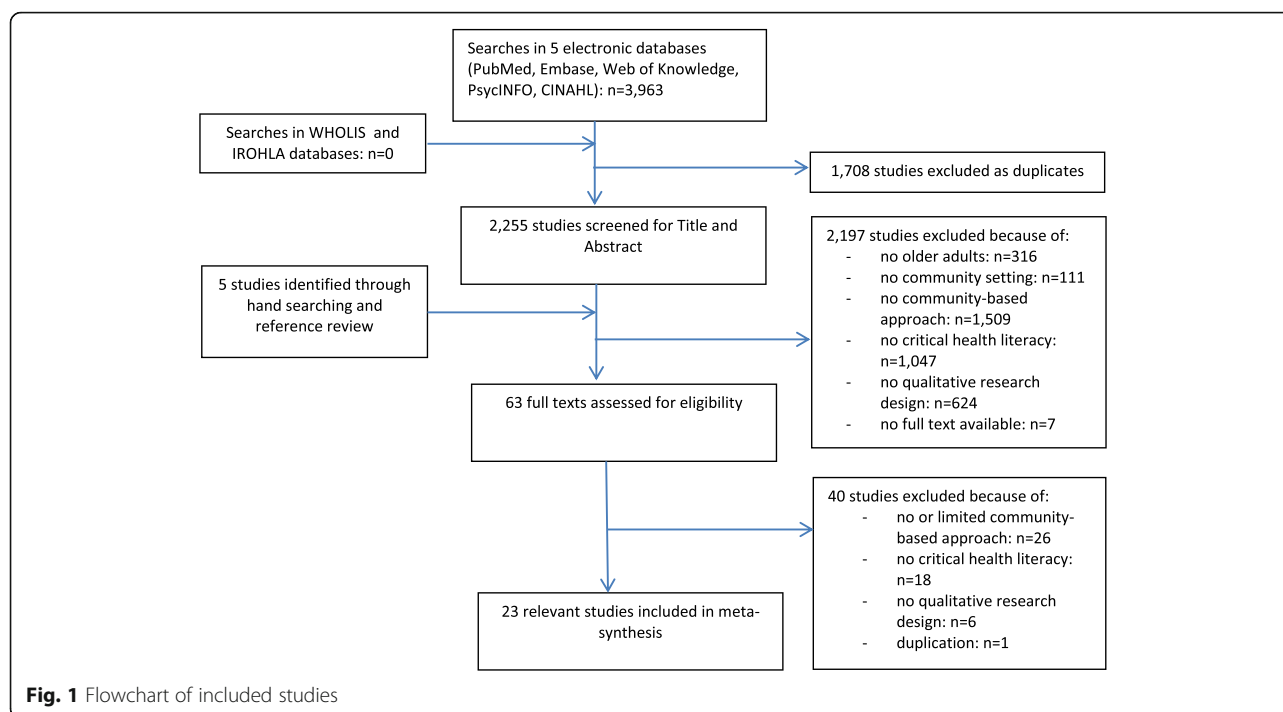 Searches in 5 electronic databases
(PubMed, Embase, Web of Knowledge,
PsycINFO, CINAHL): n=3,963
Searches in WHOLIS and
IROHLA databases: n=0
1,708 studies excluded as duplicates
2,255 studies screened for Title and
Abstract
5 studies identified through
hand searching and
reference review
2,197 studies excluded because of:
- no older adults: n=316
- no community setting: n=111
- no community-based
approach: n=1,509
- no critical health literacy:
n=1,047
- no qualitative research
design: n=624
- no full text available: n=7
63 full texts assessed for eligibility
40 studies excluded because of:
- no or limited community-
based approach: n=26
- no critical health literacy:
n=18
- no qualitative research
design: n=6
- duplication: n=1
23 relevant studies included in meta-
synthesis
Fig. 1 Flowchart of included studies